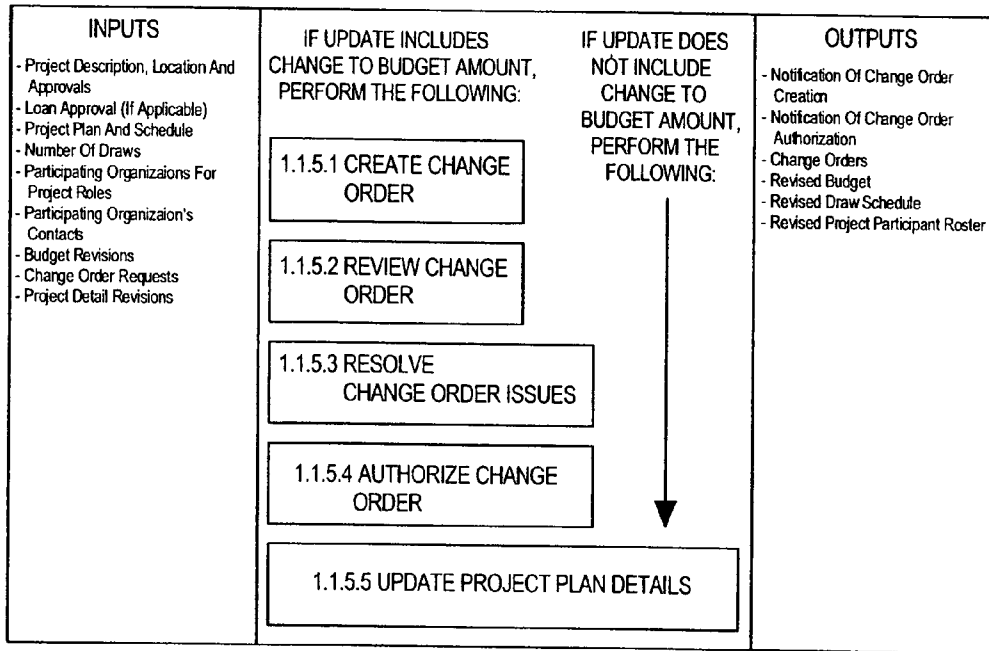 INPUTS
- Project Description, Location And
Approvals
- Loan Approval (If Applicable)
- Project Plan And Schedule
- Number Of Draws
- Participating Organizaions For
Project Roles
- Participating Organizaion's
Contacts
- Budget Revisions
- Change Order Requests
- Project Detail Revisions
IF UPDATE INCLUDES
CHANGE TO BUDGET AMOUNT,
PERFORM THE FOLLOWING:
1.1.5.1 CREATE CHANGE
ORDER
1.1.5.2 REVIEW CHANGE
ORDER
1.1.5.3 RESOLVE
CHANGE ORDER ISSUES
1.1.5.4 AUTHORIZE CHANGE
ORDER
IF UPDATE DOES
NOT INCLUDE
CHANGE TO
BUDGET AMOUNT,
PERFORM THE
FOLLOWING:
1.1.5.5 UPDATE PROJECT PLAN DETAILS
OUTPUTS
- Notification Of Change Order
Creation
- Notification Of Change Order
Authorization
- Change Orders
- Revised Budget
- Revised Draw Schedule
- Revised Project Participant Roster